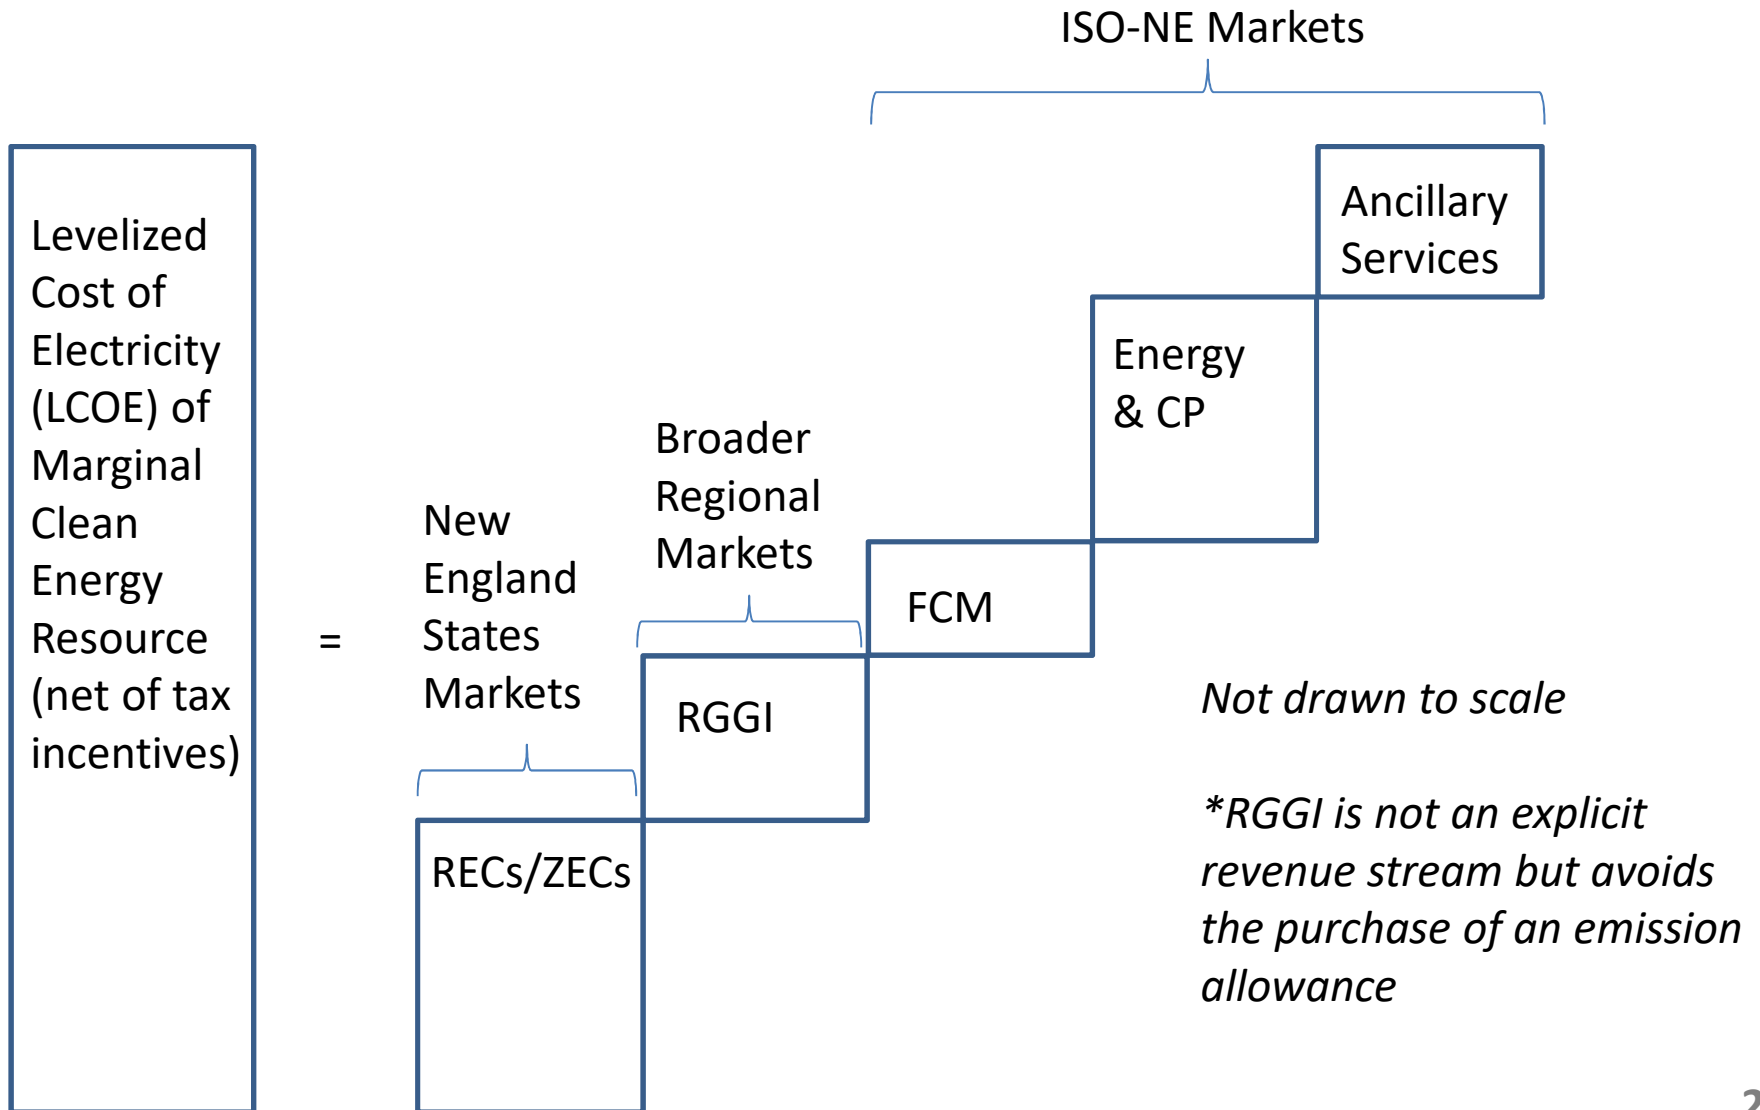 ISO-NE Markets
Levelized
Cost of
Electricity
(LCOE) of
Marginal
Clean
Energy
Resource
(net of tax
incentives)
=
New
England
States
Markets
RECs/ZECs
Broader
Regional
Markets
RGGI
FCM
Energy
& CP
Ancillary
Services
Not drawn to scale
*RGGI is not an explicit
revenue stream but avoids
the purchase of an emission
allowance
2